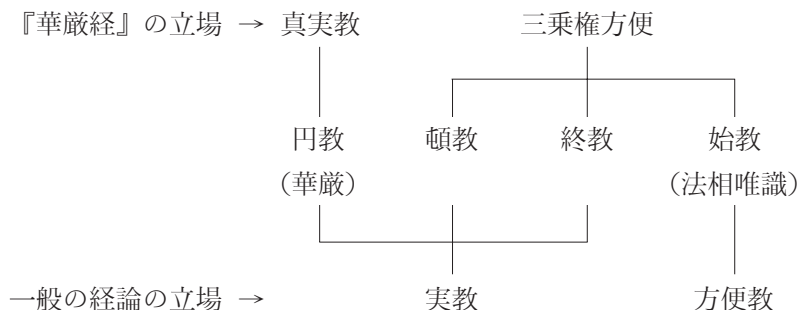 『華厳経』の立場 → 真実教 三乗権方便
円教 頓教 終教 始教
（華厳） （法相唯識）
一般の経論の立場 → 実教 方便教